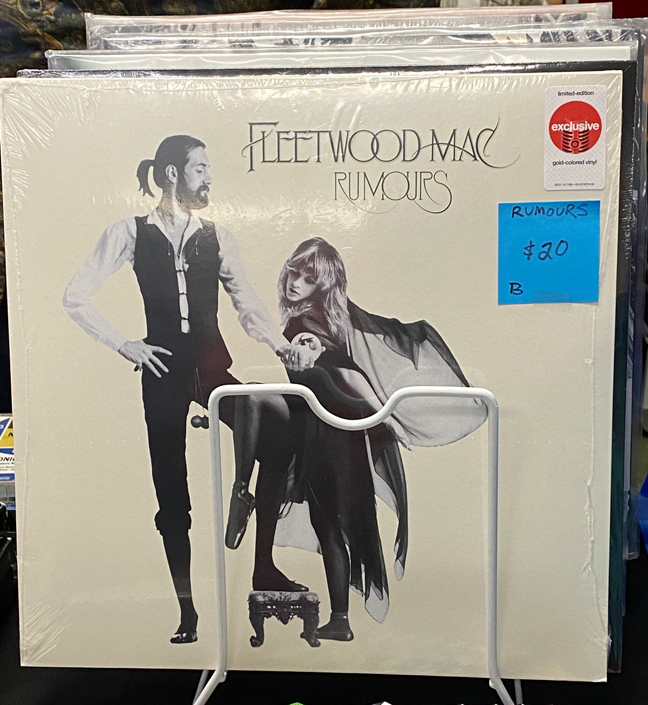 FLEETWOOD MAC
RUMOURS
limited-edition
exclusive
gold-colored vinyl
RUMOURS
$20
B